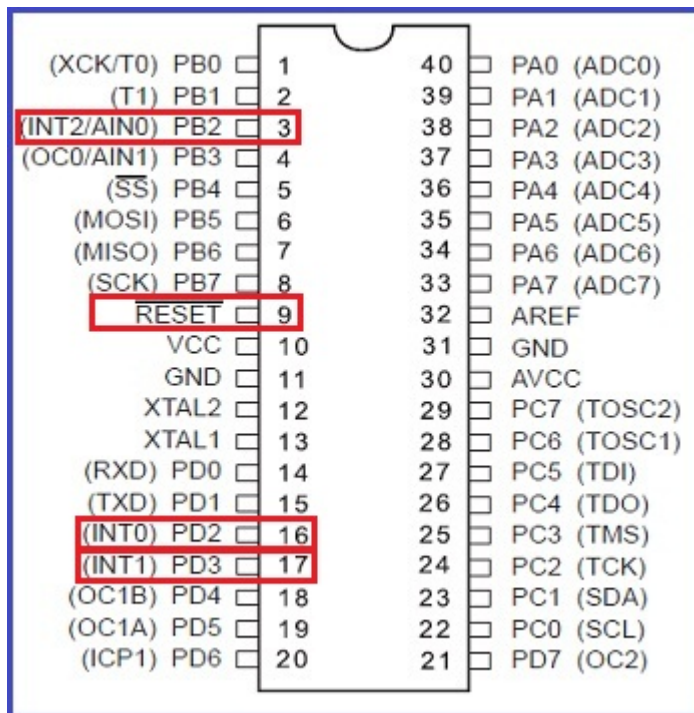 (XCK/T0) PB0 1 40 PA0 (ADC0)
(T1) PB1 2 39 PA1 (ADC1)
(INT2/AIN0) PB2 3 38 PA2 (ADC2)
(OC0/AIN1) PB3 4 37 PA3 (ADC3)
(S̅S̅) PB4 5 36 PA4 (ADC4)
(MOSI) PB5 6 35 PA5 (ADC5)
(MISO) PB6 7 34 PA6 (ADC6)
(SCK) PB7 8 33 PA7 (ADC7)
R̅E̅S̅E̅T̅ 9 32 AREF
VCC 10 31 GND
GND 11 30 AVCC
XTAL2 12 29 PC7 (TOSC2)
XTAL1 13 28 PC6 (TOSC1)
(RXD) PD0 14 27 PC5 (TDI)
(TXD) PD1 15 26 PC4 (TDO)
(INT0) PD2 16 25 PC3 (TMS)
(INT1) PD3 17 24 PC2 (TCK)
(OC1B) PD4 18 23 PC1 (SDA)
(OC1A) PD5 19 22 PC0 (SCL)
(ICP1) PD6 20 21 PD7 (OC2)